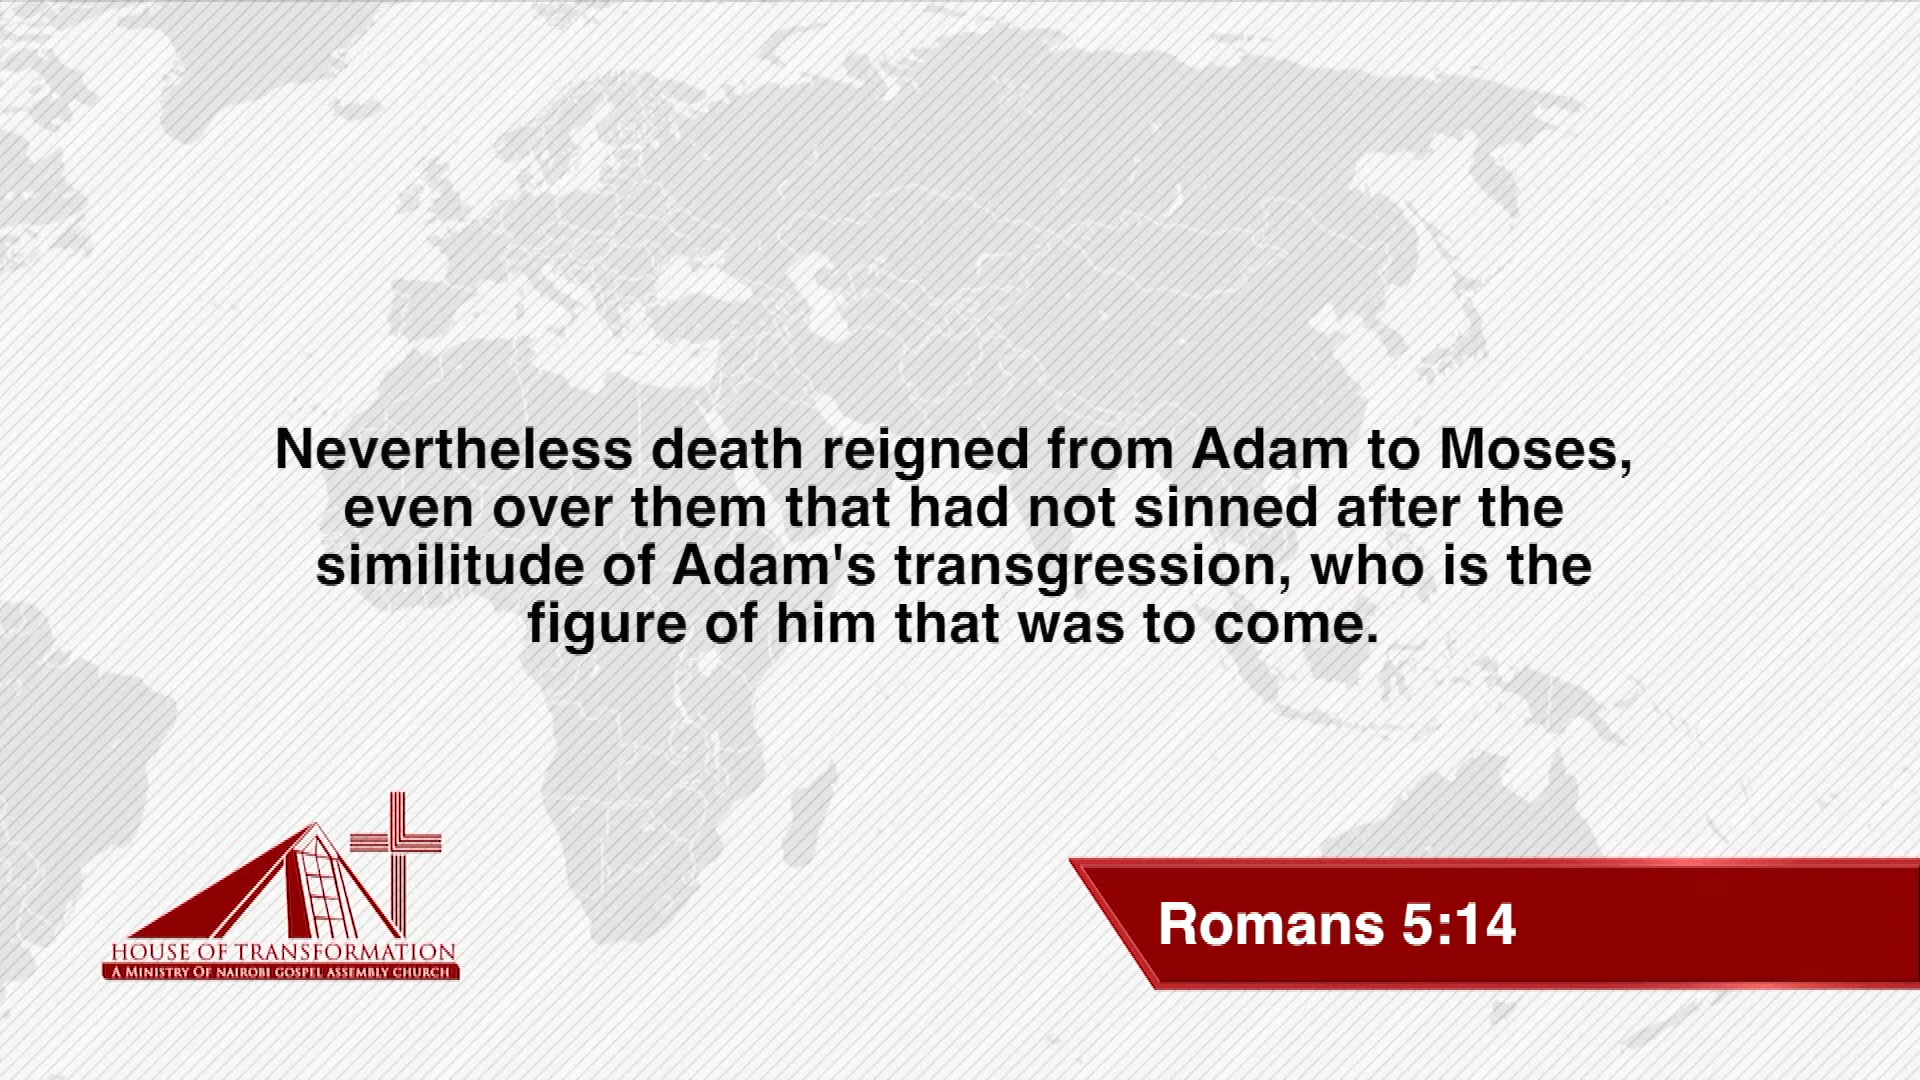 Nevertheless death reigned from Adam to Moses,
even over them that had not sinned after the
similitude of Adam's transgression, who is the
figure of him that was to come.
HOUSE OF TRANSFORMATION
A MINISTRY OF NAIROBI GOSPEL ASSEMBLY CHURCH
Romans 5:14